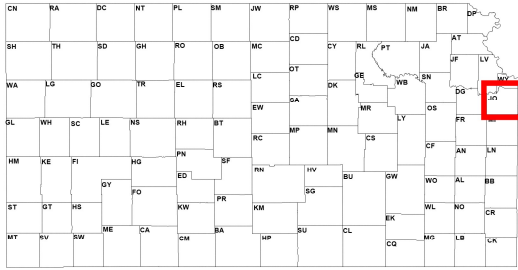 CN RA DC NT PL SM JW RP WS MS NM BR DP
CD AT
SH TH SD GH RO OB MC CY RL PT JA
JF LV
OT GE WY
LC WB SN
WA LG GO TR EL RS DK DG JO
SA
EW MR OS
GL WH SC LE NS RH BT LY FR MI
RC MP MN CS
CF AN LN
PN
HM KE FI HG SF
ED RN HV BU GW
GY WO AL BB
FO SG
PR
ST GT HS KW KM WL NO
CR
EK
ME CA BA SU CL
MT SV SW CM HP CQ MG LB CK